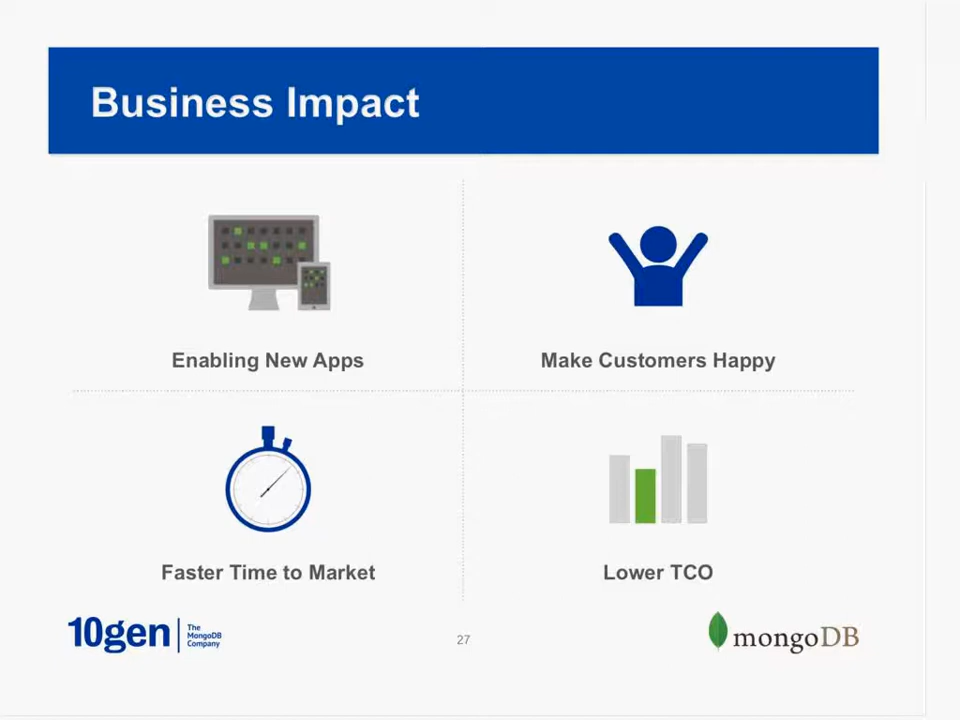 Business Impact
Enabling New Apps
Make Customers Happy
Faster Time to Market
Lower TCO
10gen
The
MongoDB
Company
27
mongoDB